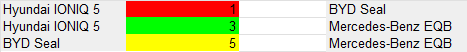 Hyundai IONIQ 5 1 BYD Seal
Hyundai IONIQ 5 3 Mercedes-Benz EQB
BYD Seal 5 Mercedes-Benz EQB